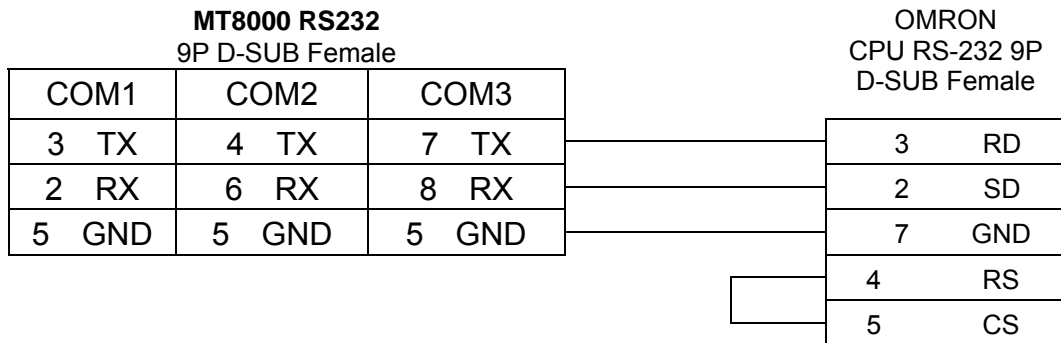 MT8000 RS232
9P D-SUB Female
COM1 COM2 COM3
3 TX 4 TX 7 TX
2 RX 6 RX 8 RX
5 GND 5 GND 5 GND
OMRON
CPU RS-232 9P
D-SUB Female
3 RD
2 SD
7 GND
4 RS
5 CS